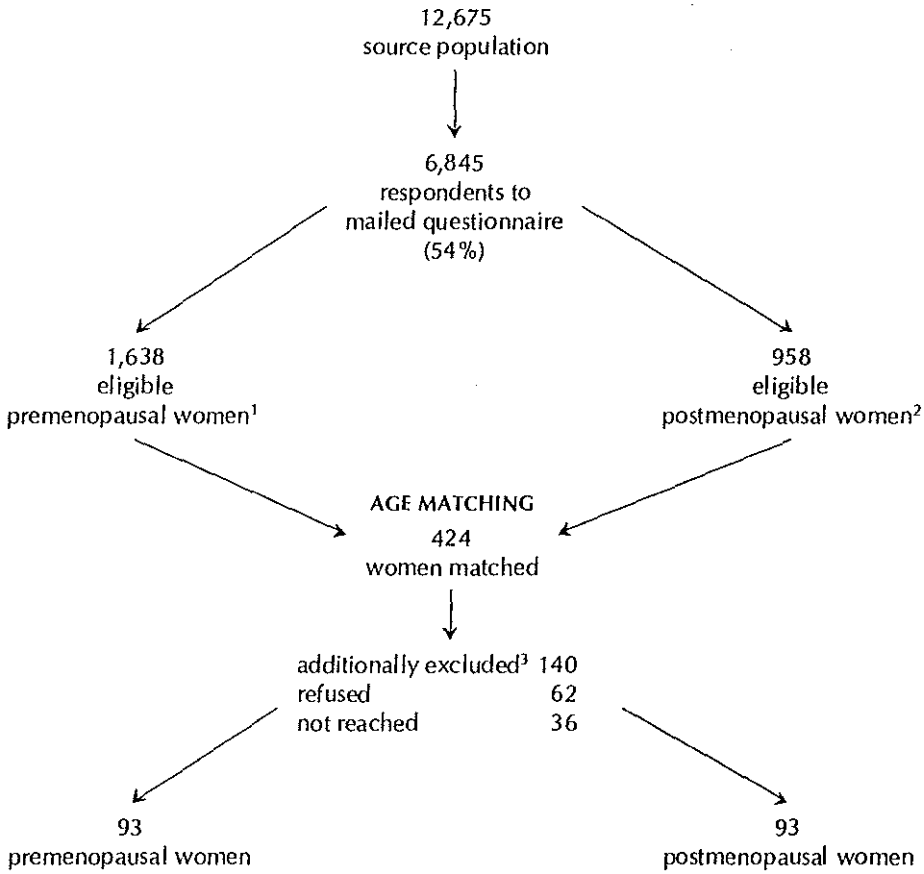 12,675
source population
6,845
respondents to
mailed questionnaire
(54%)
1,638
eligible
premenopausal women¹
958
eligible
postmenopausal women²
AGE MATCHING
424
women matched
additionally excluded³ 140
refused 62
not reached 36
93
premenopausal women
93
postmenopausal women